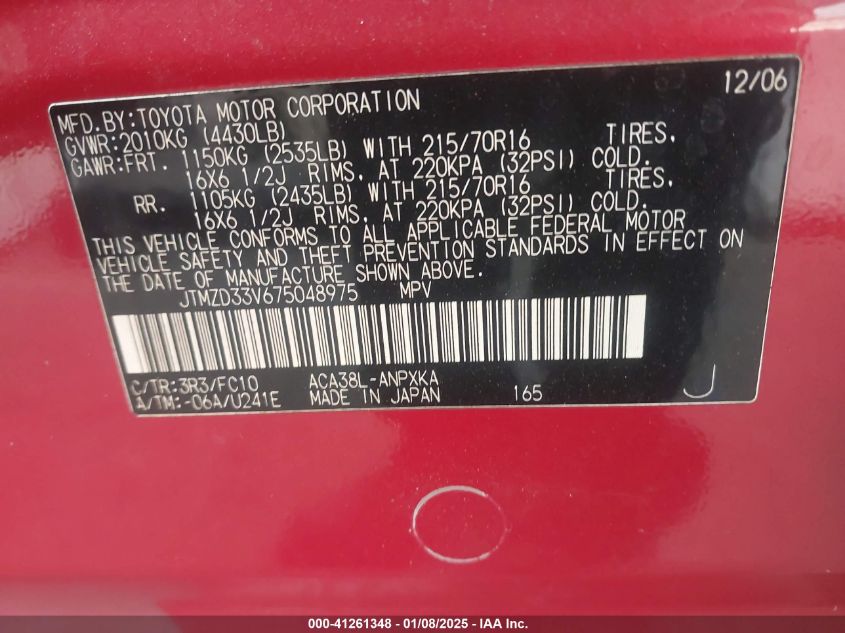 12/06
MFD. BY: TOYOTA MOTOR CORPORATION
GVWR: 2010KG (4430LB)
GAWR: FRT. 1150KG (2535LB) WITH 215/70R16 TIRES,
16X6 1/2J RIMS, AT 220KPA (32PSI) COLD.
RR. 1105KG (2435LB) WITH 215/70R16 TIRES,
16X6 1/2J RIMS, AT 220KPA (32PSI) COLD.
THIS VEHICLE CONFORMS TO ALL APPLICABLE FEDERAL MOTOR
VEHICLE SAFETY AND THEFT PREVENTION STANDARDS IN EFFECT ON
THE DATE OF MANUFACTURE SHOWN ABOVE.
JTMZD33V675048975 MPV
C/TR: 3R3/FC10 ACA38L-ANPXKA
A/TM: -06A/U241E MADE IN JAPAN 165 J
000-41261348 - 01/08/2025 - IAA Inc.